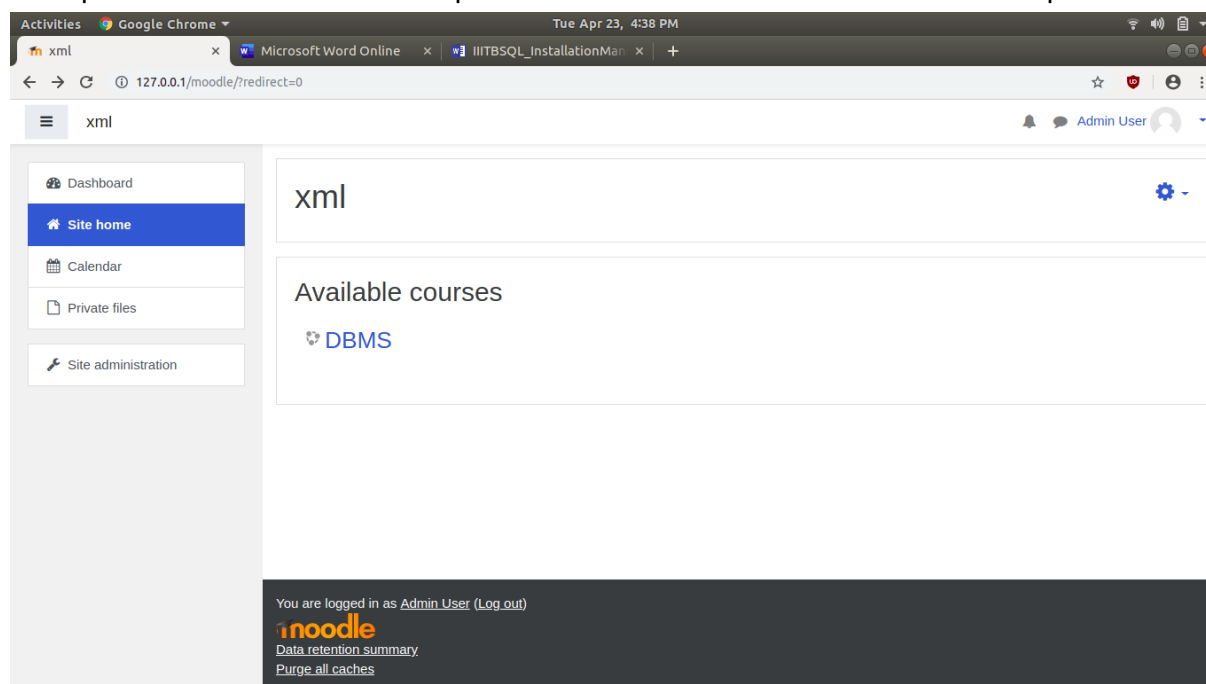 Activities Google Chrome Tue Apr 23, 4:38 PM
xml Microsoft Word Online IIITBSQL_InstallationMan
127.0.0.1/moodle/?redirect=0
xml Admin User
Dashboard
xml
Site home
Calendar
Available courses
Private files
DBMS
Site administration
You are logged in as Admin User (Log out)
moodle
Data retention summary
Purge all caches